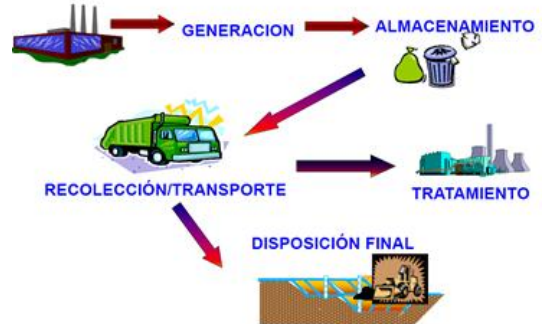 GENERACION
ALMACENAMIENTO
RECOLECCIÓN/TRANSPORTE
TRATAMIENTO
DISPOSICIÓN FINAL